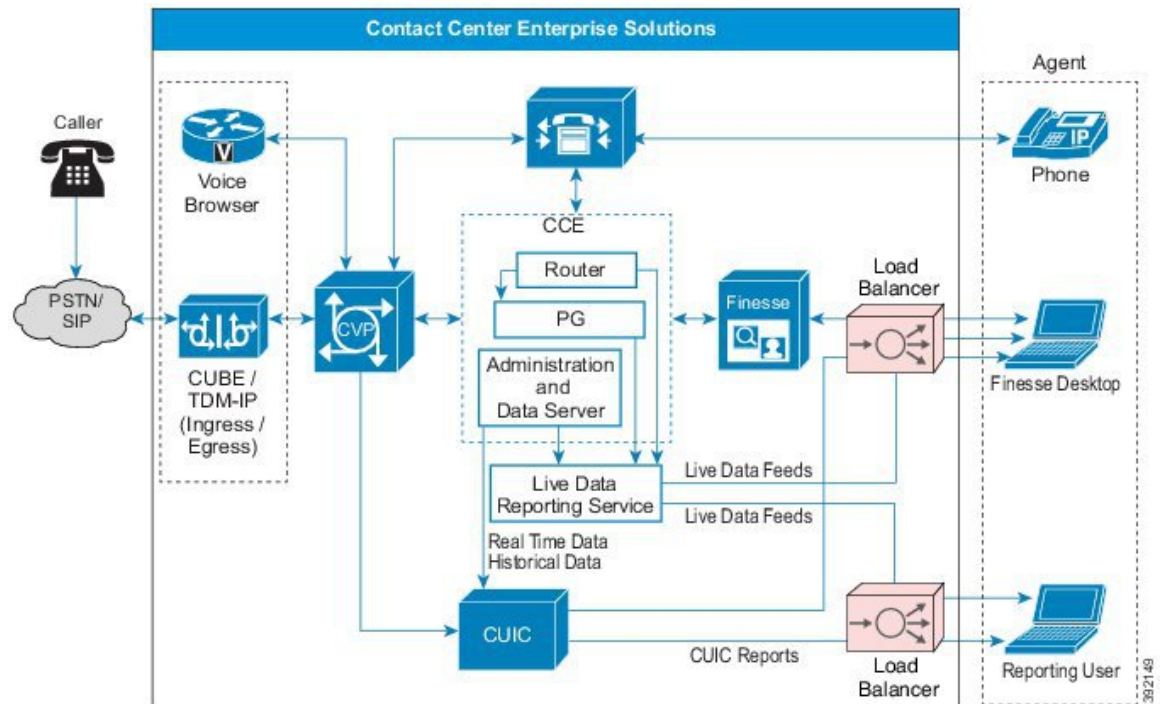 Contact Center Enterprise Solutions
Caller
PSTN/
SIP
V
Voice
Browser
CUBE /
TDM-IP
(Ingress /
Egress)
CVP
CCE
Router
PG
Administration
and
Data Server
Live Data
Reporting Service
Real Time Data
Historical Data
CUIC
Finesse
Load
Balancer
Live Data Feeds
Live Data Feeds
CUIC Reports
Load
Balancer
Agent
IP
Phone
Finesse Desktop
Reporting User
392149